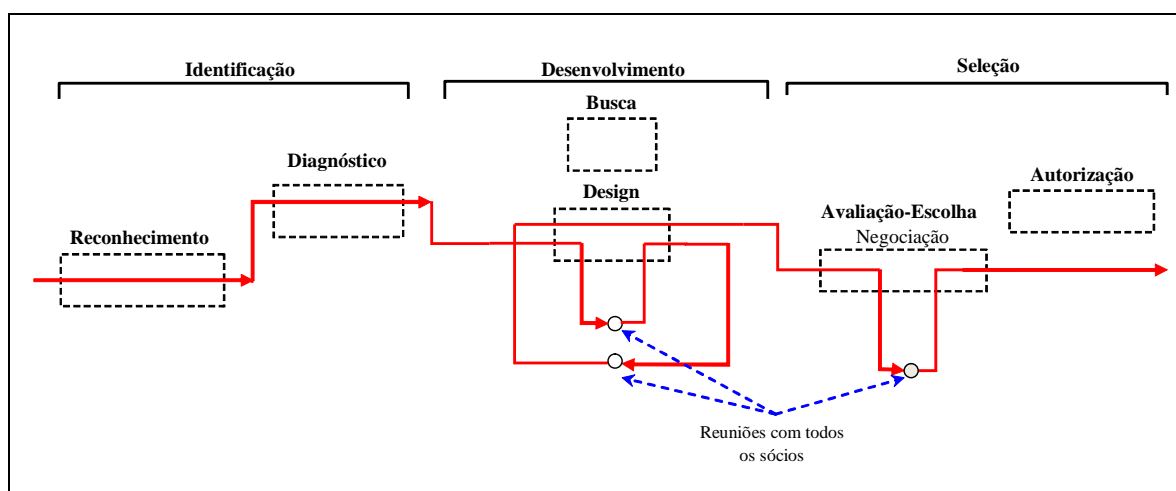 Identificação
Desenvolvimento
Seleção
Busca
Diagnóstico
Design
Autorização
Reconhecimento
Avaliação-Escolha
Negociação
Reuniões com todos
os sócios